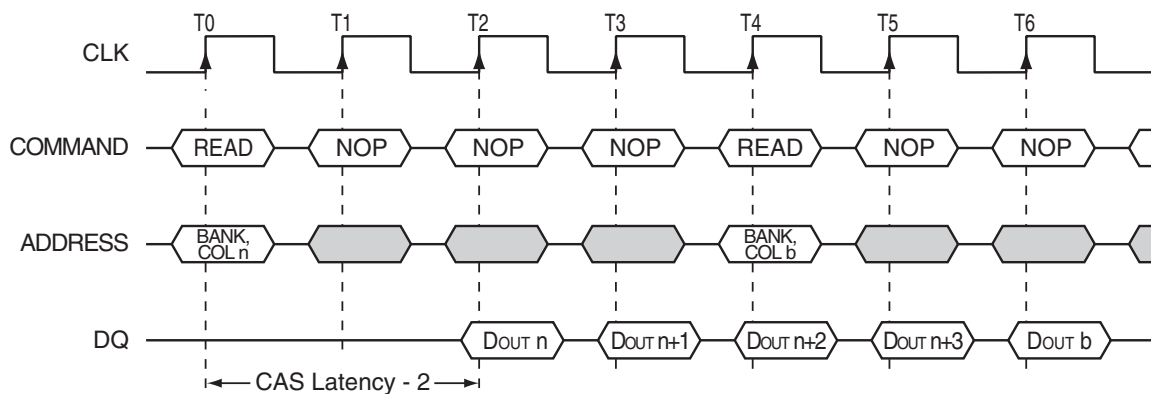 T0 T1 T2 T3 T4 T5 T6
CLK
COMMAND READ NOP NOP NOP READ NOP NOP
ADDRESS BANK, COL n BANK, COL b
DQ DOUT n DOUT n+1 DOUT n+2 DOUT n+3 DOUT b
CAS Latency - 2